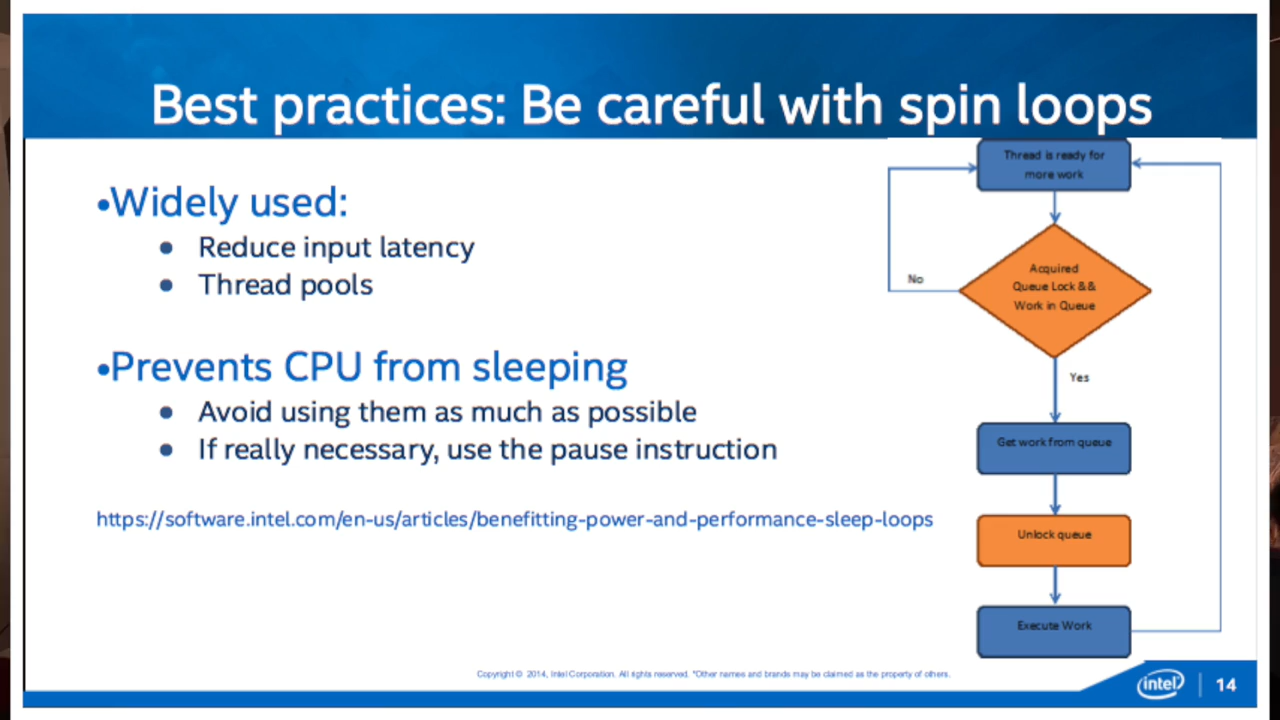 Best practices: Be careful with spin loops
•Widely used:
● Reduce input latency
● Thread pools
•Prevents CPU from sleeping
● Avoid using them as much as possible
● If really necessary, use the pause instruction
https://software.intel.com/en-us/articles/benefitting-power-and-performance-sleep-loops
Thread is ready for
more work
Acquired
Queue Lock &&
Work in Queue
No
Yes
Get work from queue
Unlock queue
Execute Work
Copyright © 2014, Intel Corporation. All rights reserved. *Other names and brands may be claimed as the property of others.
intel
14